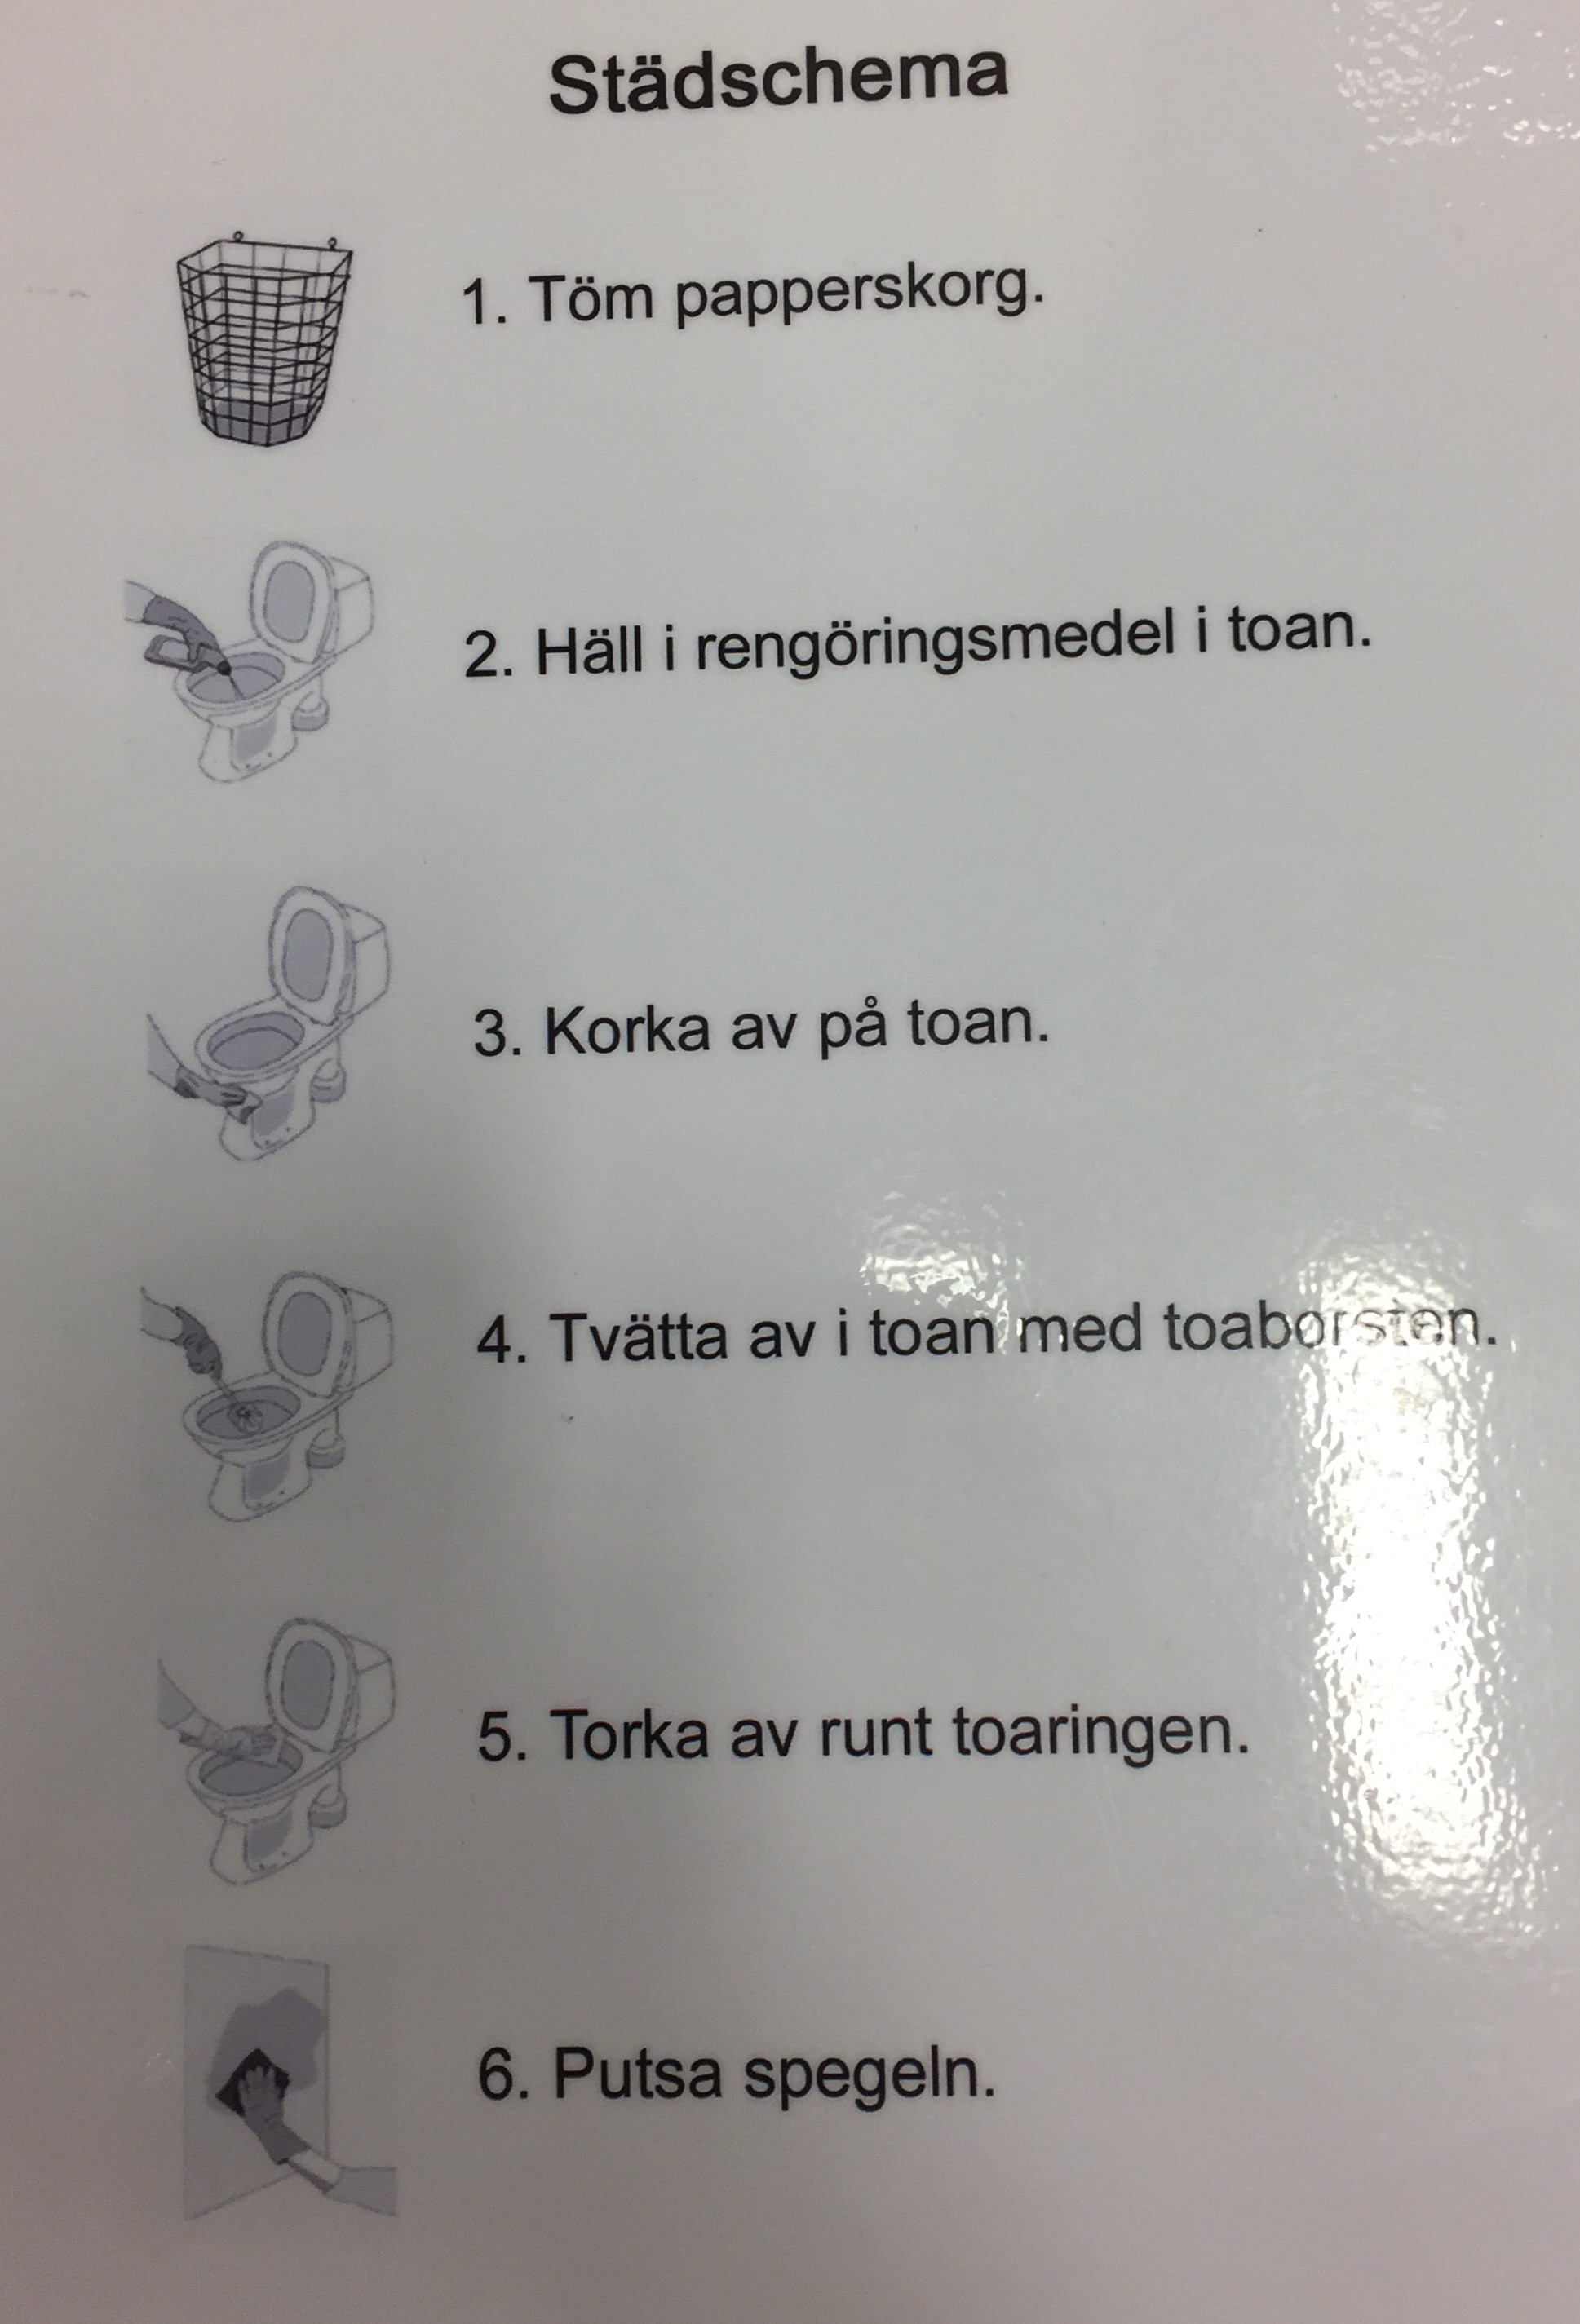 Städschema
1. Töm papperskorg.
2. Häll i rengöringsmedel i toan.
3. Korka av på toan.
4. Tvätta av i toan med toaborsten.
5. Torka av runt toaringen.
6. Putsa spegeln.